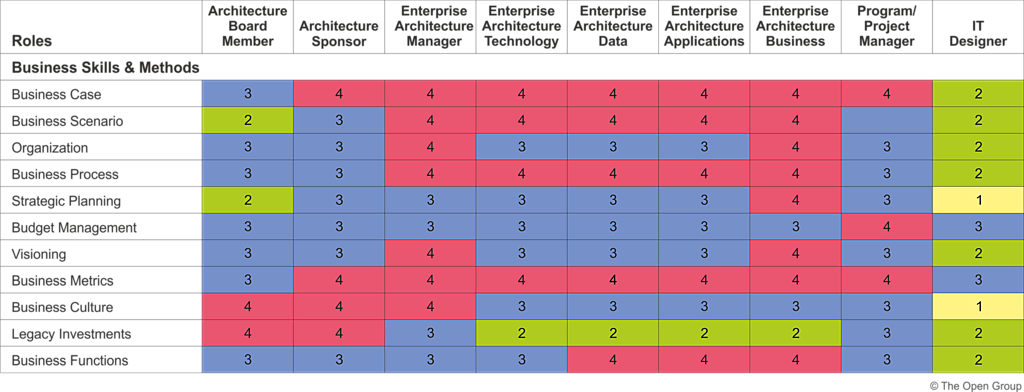 Roles Architecture Board Member Architecture Sponsor Enterprise Architecture Manager Enterprise Architecture Technology Enterprise Architecture Data Enterprise Architecture Applications Enterprise Architecture Business Program/ Project Manager IT Designer
Business Skills & Methods
Business Case 3 4 4 4 4 4 4 4 2
Business Scenario 2 3 4 4 4 4 4 2
Organization 3 3 4 3 3 3 4 3 2
Business Process 3 3 4 4 4 4 4 3 2
Strategic Planning 2 3 3 3 3 3 4 3 1
Budget Management 3 3 3 3 3 3 3 4 3
Visioning 3 3 4 3 3 3 4 3 2
Business Metrics 3 4 4 4 4 4 4 4 3
Business Culture 4 4 4 3 3 3 3 3 1
Legacy Investments 4 4 3 2 2 2 2 3 2
Business Functions 3 3 3 3 4 4 4 3 2
© The Open Group